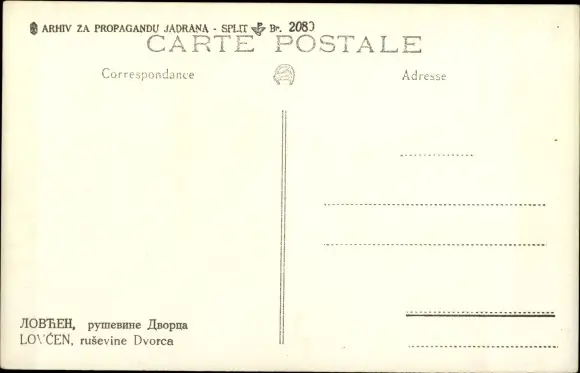 ARHIV ZA PROPAGANDU JADRANA - SPLIT Br. 2080
CARTE POSTALE
Correspondance
Adresse
ЛОВЋЕН, рушевине Дворца
LOVĆEN, ruševine Dvorca